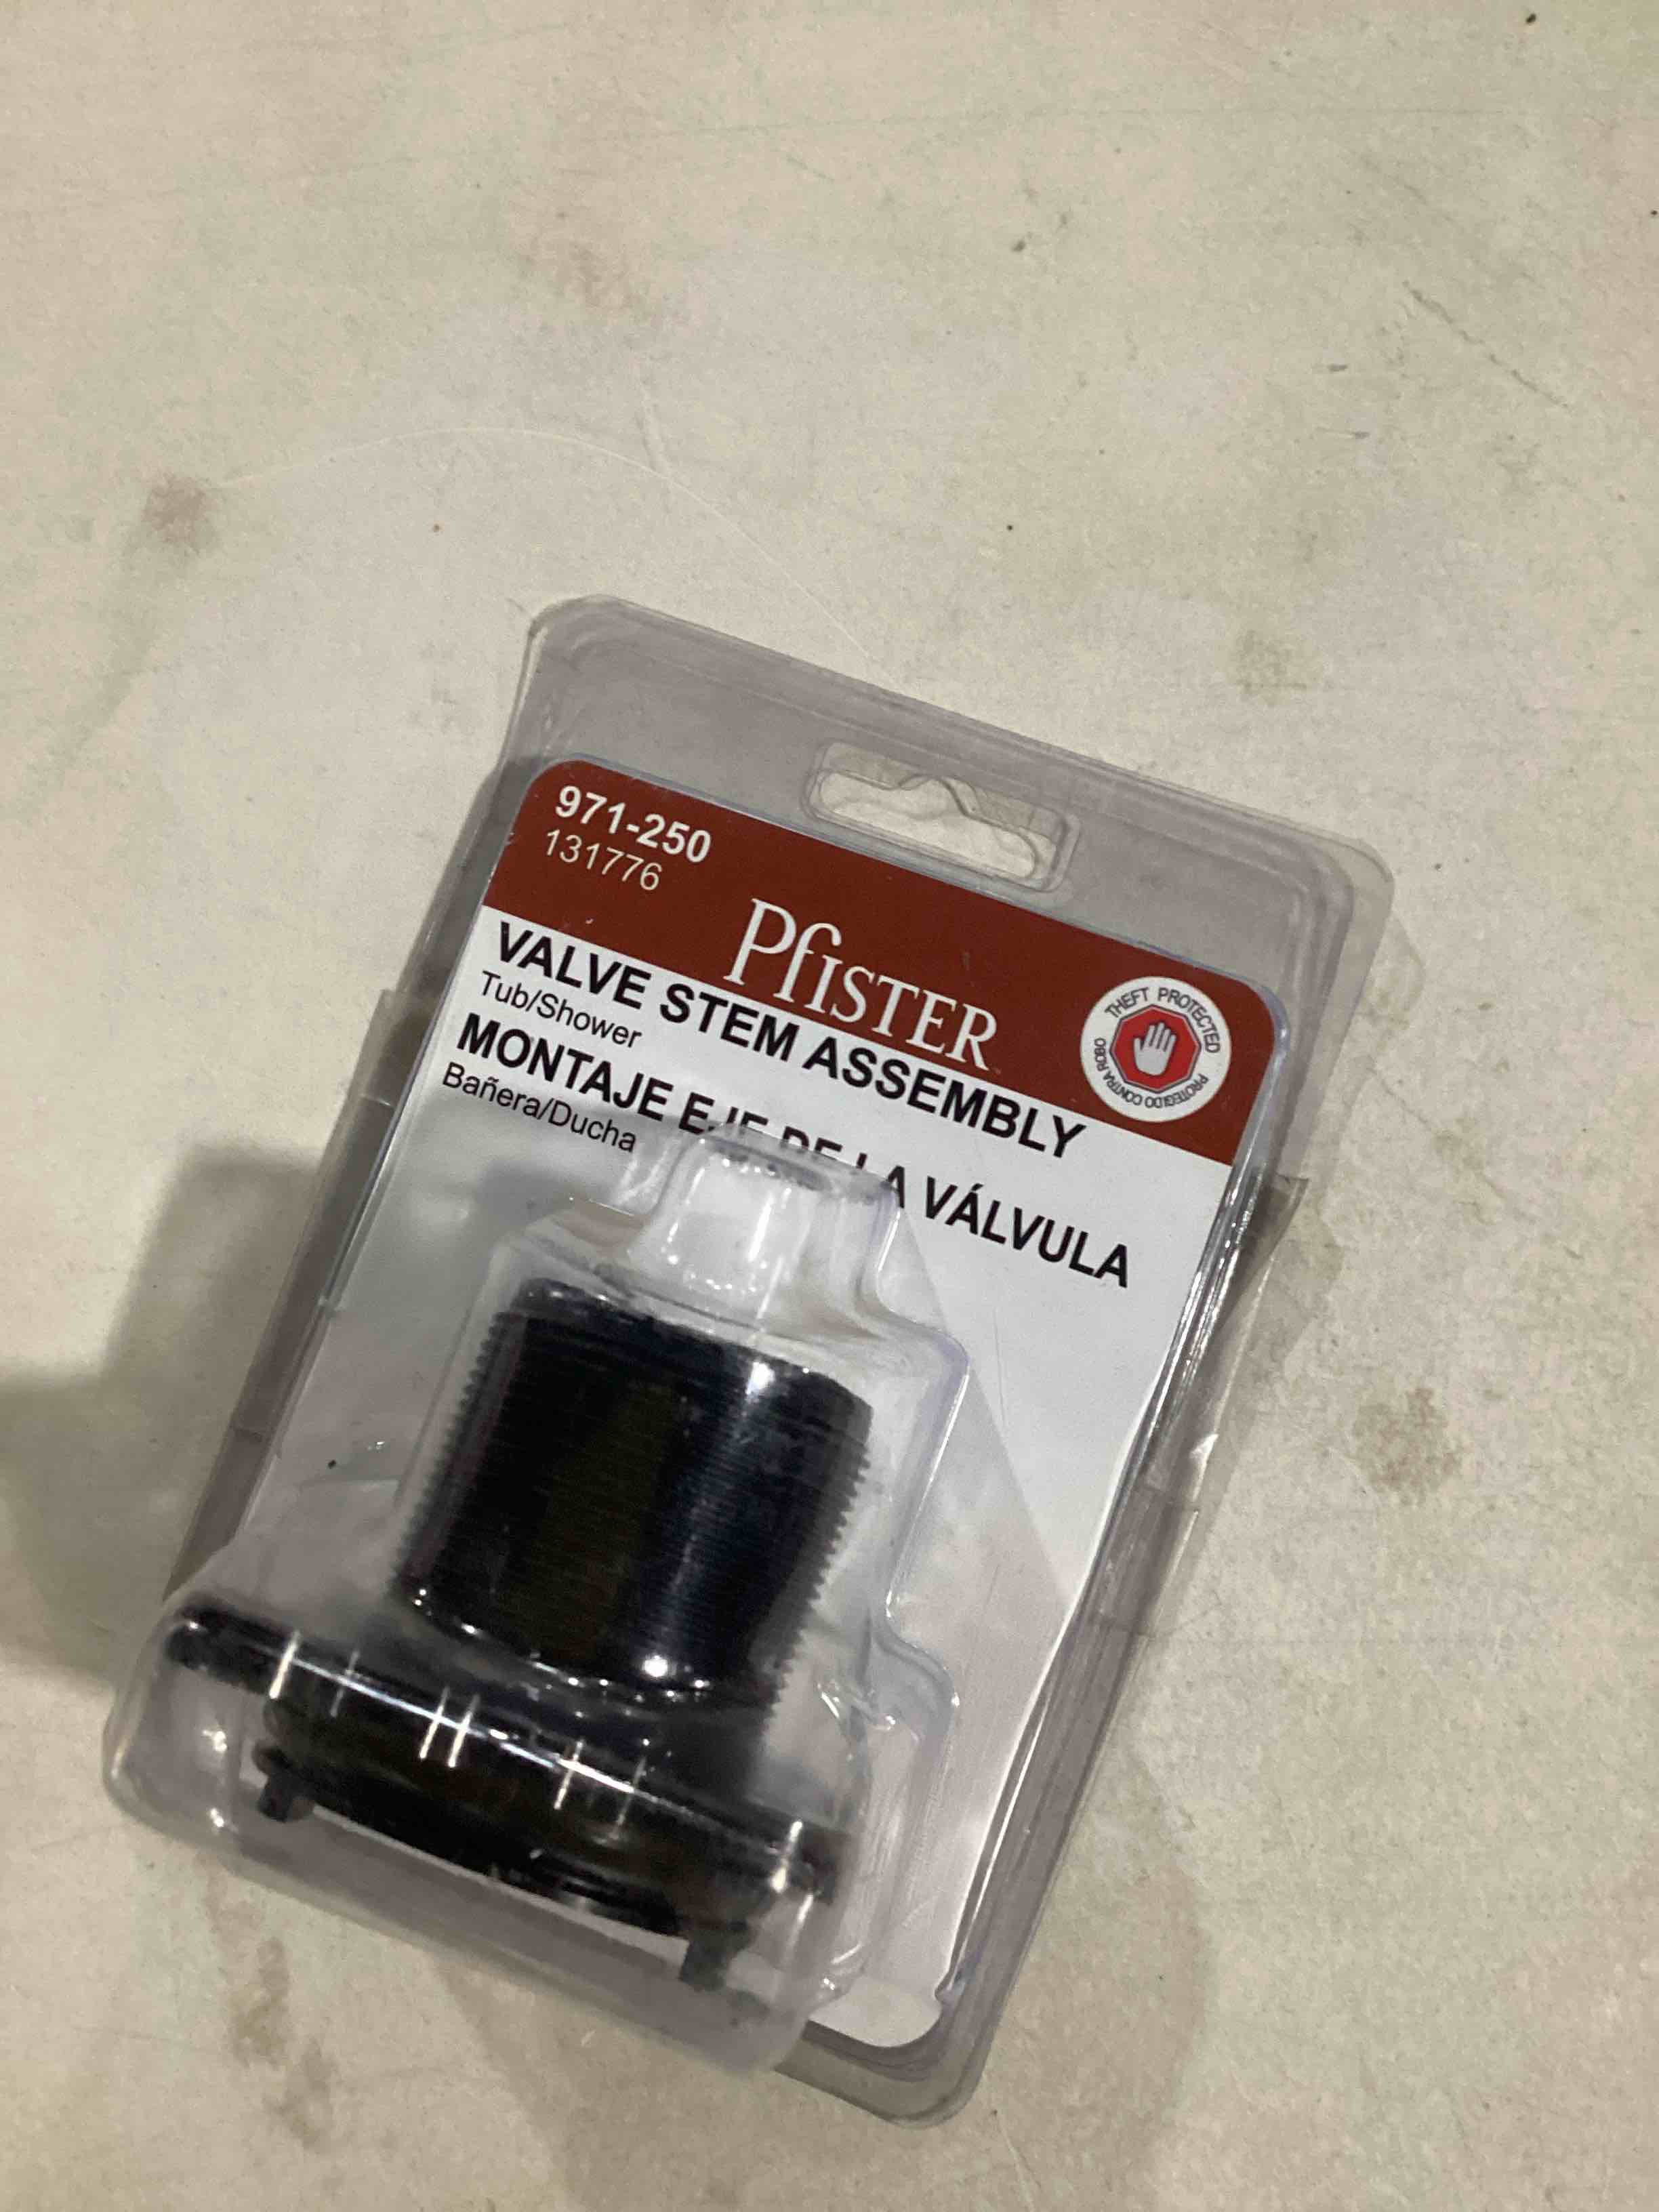 971-250
131776
Pfister
VALVE STEM ASSEMBLY
Tub/Shower
MONTAJE EJE DE LA VÁLVULA
Bañera/Ducha
THEFT PROTECTED
PROTEGIDO CONTRA ROBO